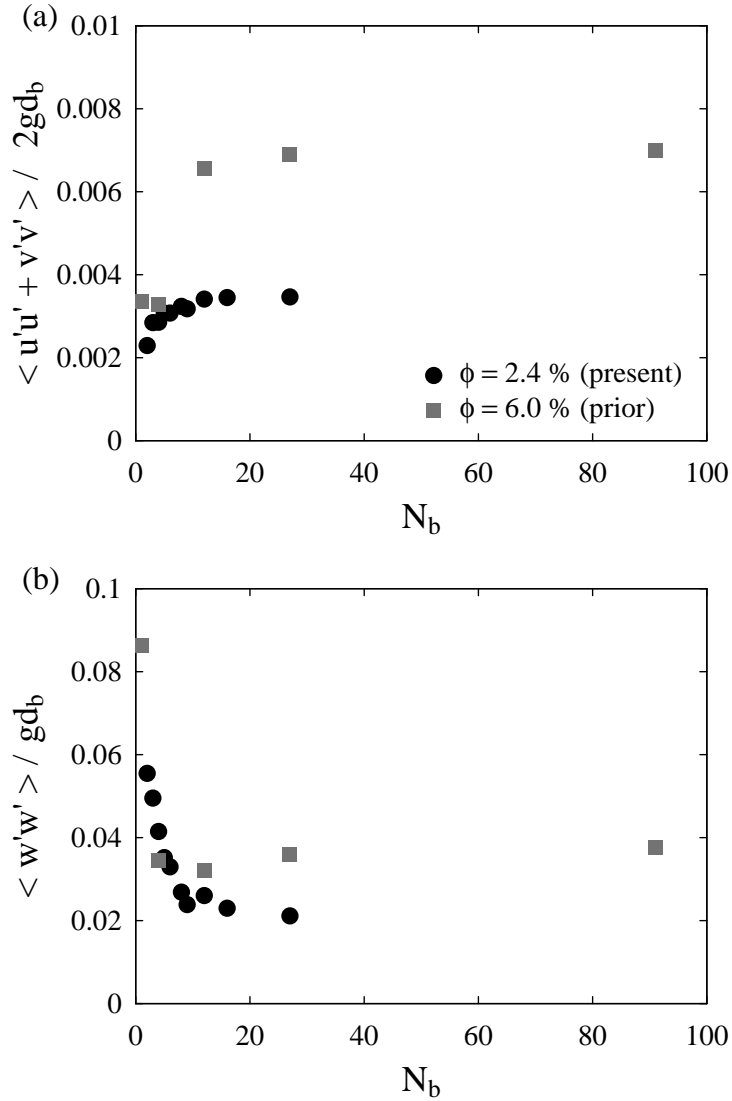 (a)
0.01
0.008
0.006
0.004
0.002
0
< u'u' + v'v' > / 2gd_b
ϕ = 2.4 % (present)
ϕ = 6.0 % (prior)
0 20 40 60 80 100
N_b
(b)
0.1
0.08
0.06
0.04
0.02
0
< w'w' > / gd_b
0 20 40 60 80 100
N_b